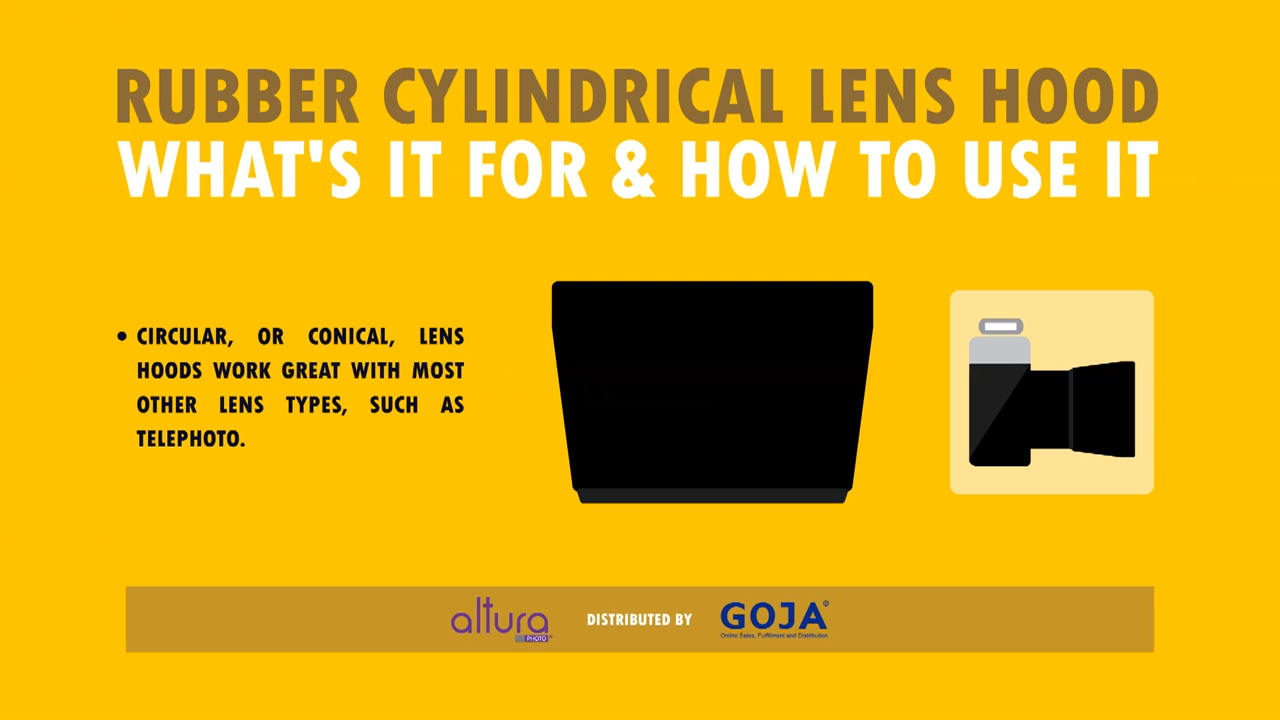 RUBBER CYLINDRICAL LENS HOOD
WHAT'S IT FOR & HOW TO USE IT
• CIRCULAR, OR CONICAL, LENS
HOODS WORK GREAT WITH MOST
OTHER LENS TYPES, SUCH AS
TELEPHOTO.
altura
PHOTO
DISTRIBUTED BY
GOJA®
Online Sales, Fulfillment and Distribution